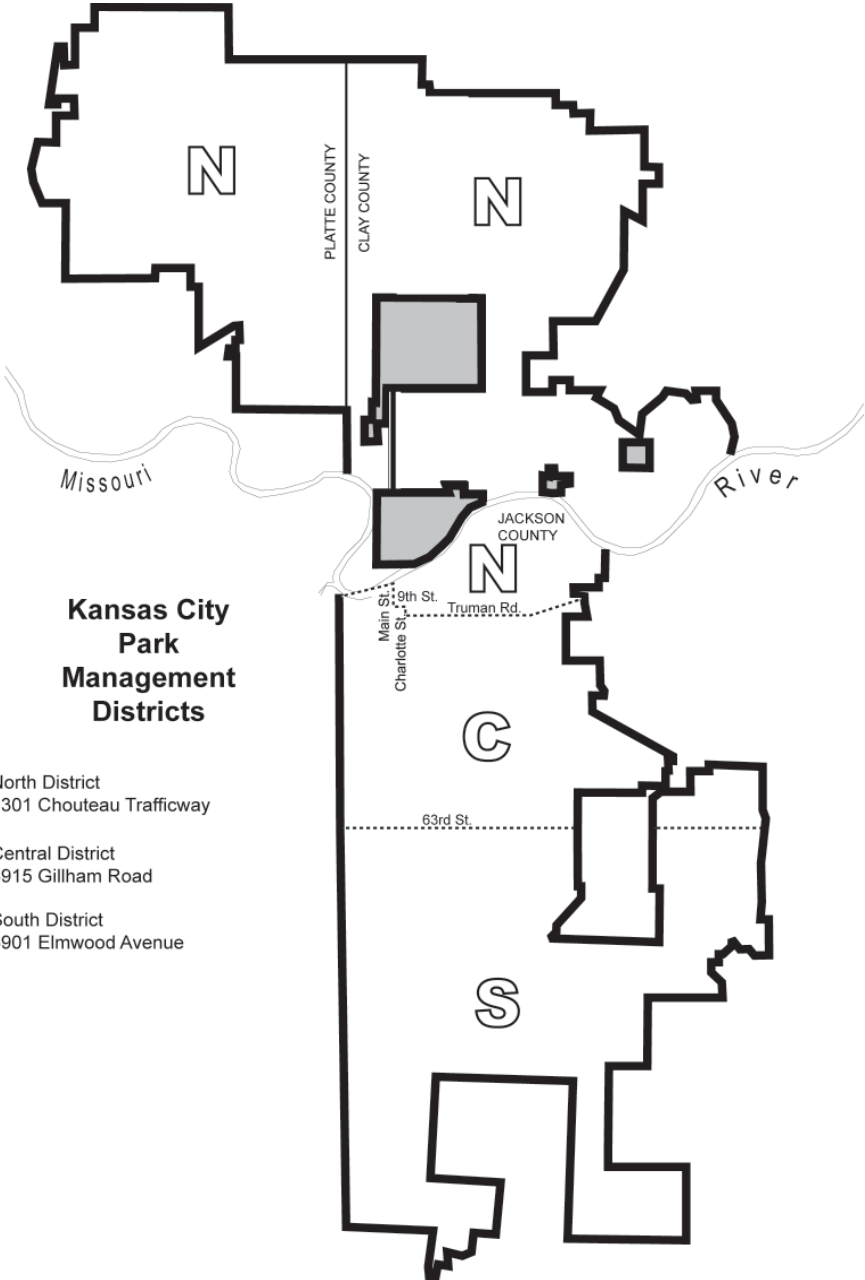 N
N
PLATTE COUNTY
CLAY COUNTY
Missouri
River
JACKSON
COUNTY
N
9th St.
Main St.
Truman Rd.
Charlotte St.
Kansas City
Park
Management
Districts
C
orth District
301 Chouteau Trafficway
63rd St.
entral District
915 Gillham Road
outh District
901 Elmwood Avenue
S